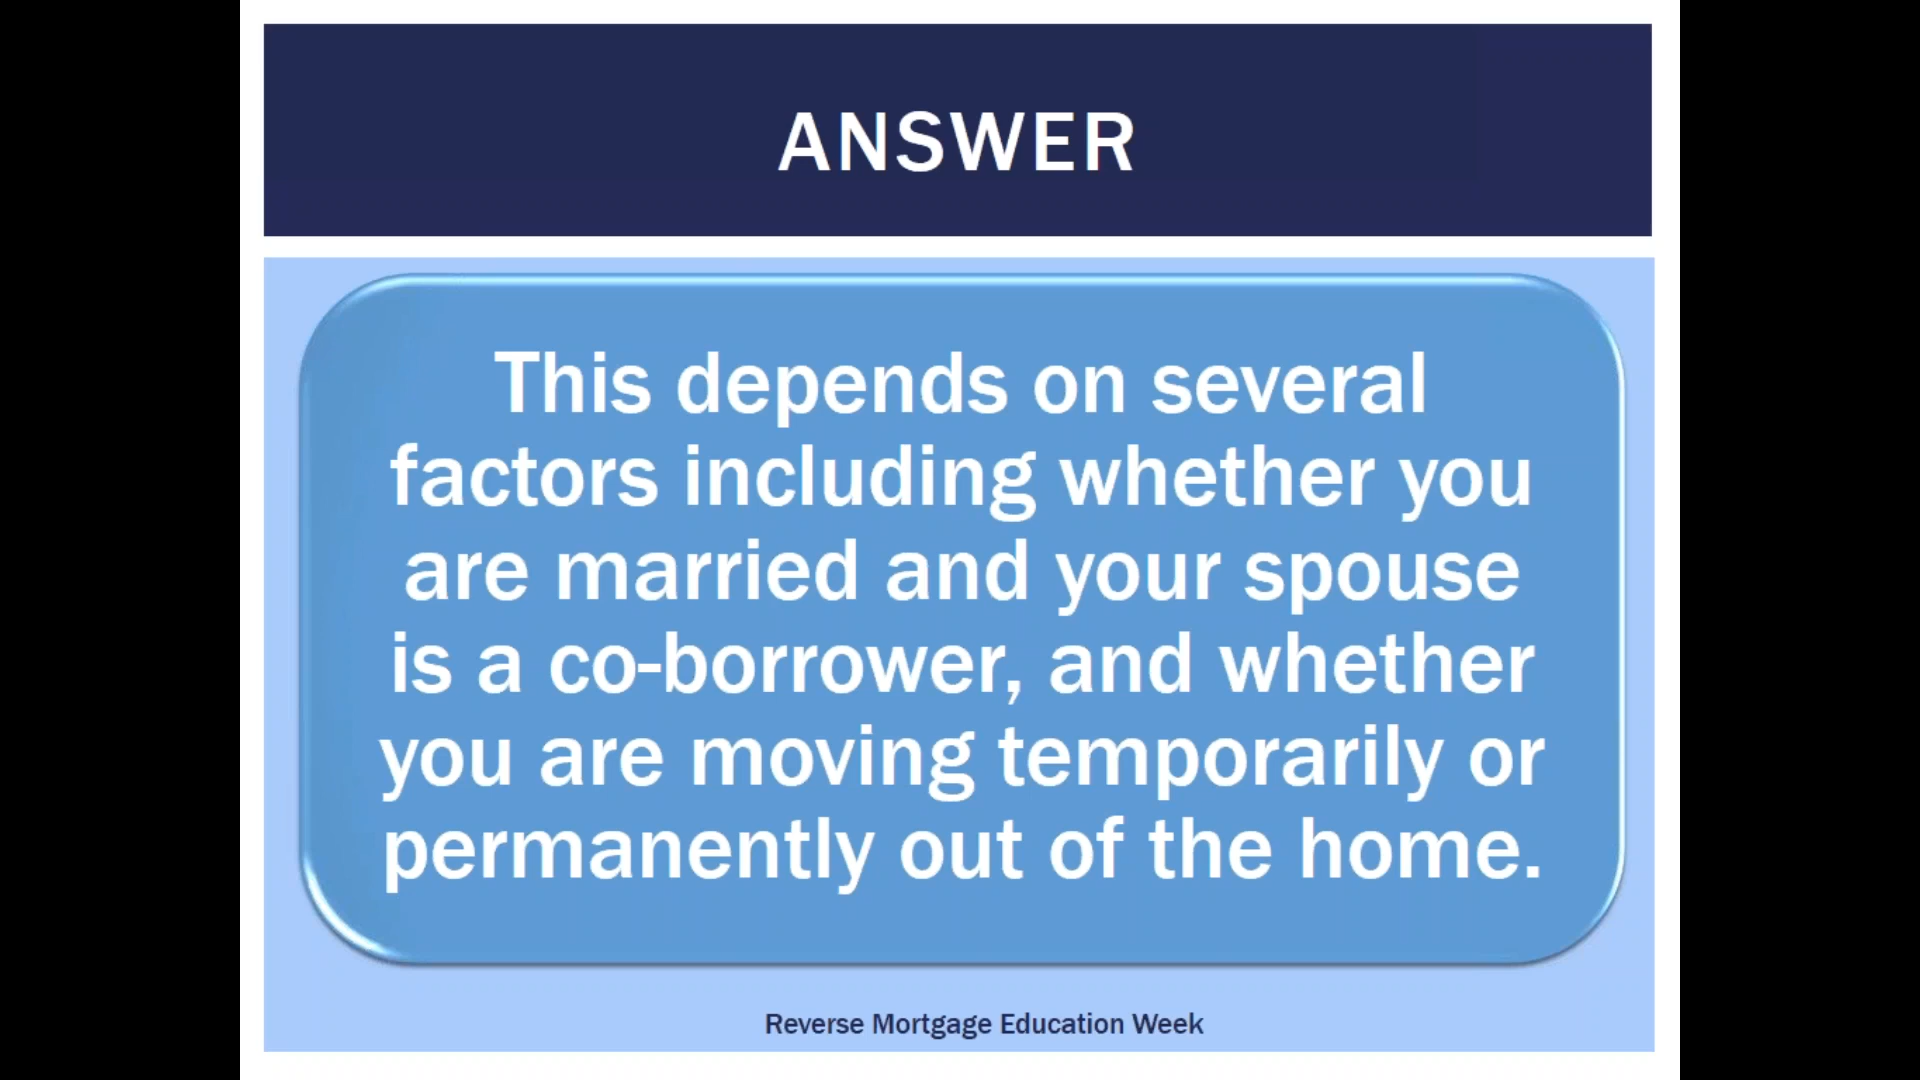 ANSWER
This depends on several
factors including whether you
are married and your spouse
is a co-borrower, and whether
you are moving temporarily or
permanently out of the home.
Reverse Mortgage Education Week